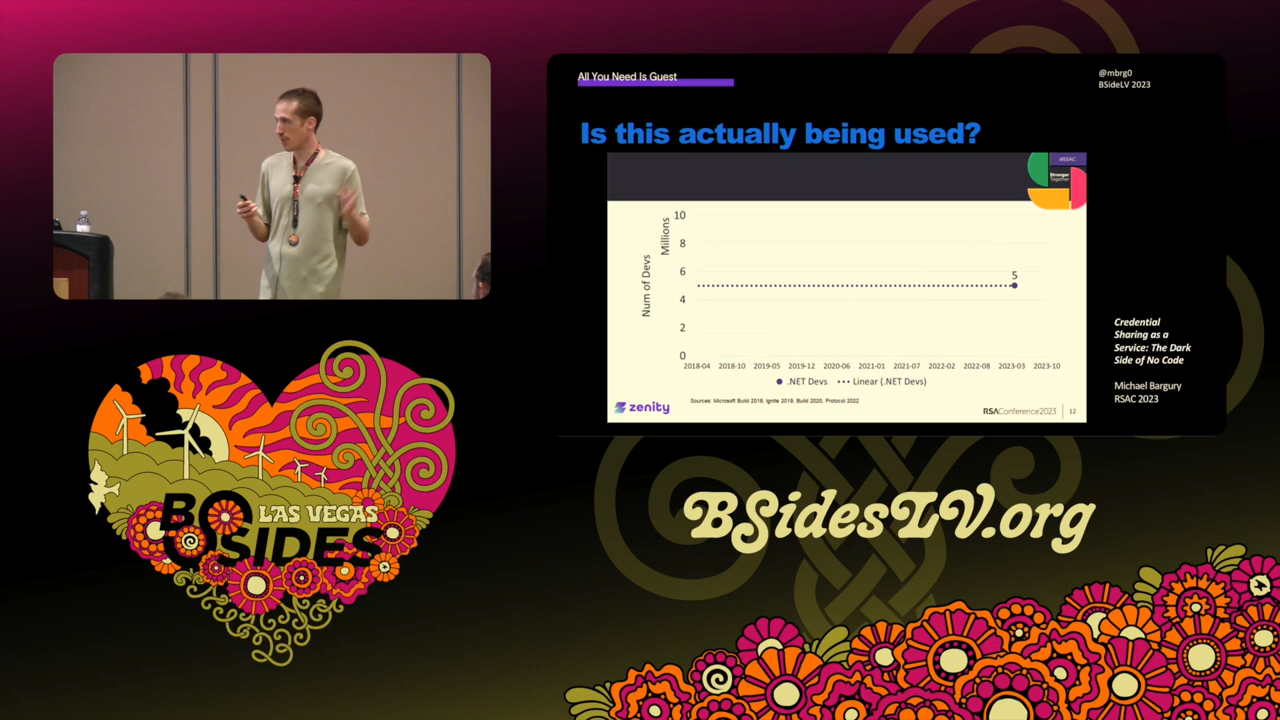 All You Need Is Guest
@mbrg0
BSideLV 2023
Is this actually being used?
#RSAC
Stronger
Together
10
8
6
4
2
0
Millions
Num of Devs
5
2018-04 2018-10 2019-05 2019-12 2020-06 2021-01 2021-07 2022-02 2022-08 2023-03 2023-10
.NET Devs Linear (.NET Devs)
Sources: Microsoft Build 2018, Ignite 2019, Build 2020, Protocol 2022
zenity
RSAConference2023 12
Credential
Sharing as a
Service: The Dark
Side of No Code
Michael Bargury
RSAC 2023
LAS VEGAS
BSIDES
23
BSidesLV.org